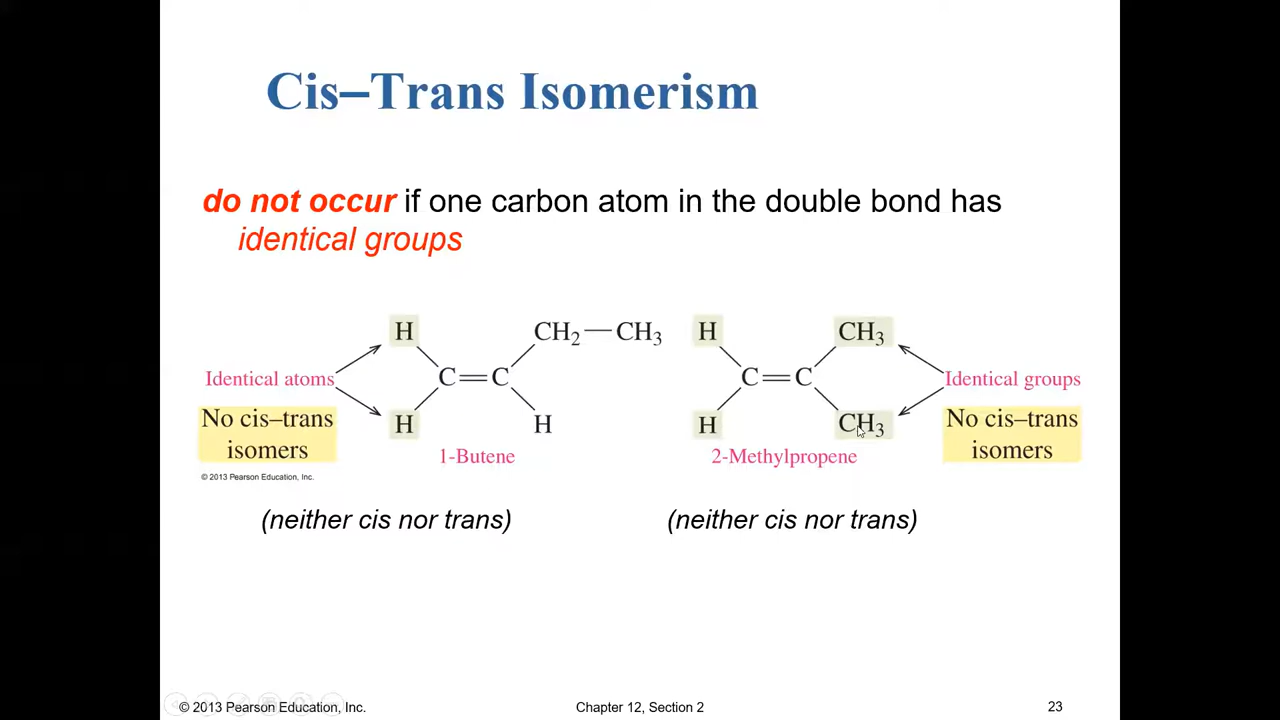 Cis–Trans Isomerism
do not occur if one carbon atom in the double bond has
identical groups
H
CH₂—CH₃
Identical atoms
C=C
H
H
No cis–trans
isomers
1-Butene
H
CH₃
C=C
Identical groups
H
CH₃
No cis–trans
isomers
2-Methylpropene
© 2013 Pearson Education, Inc.
(neither cis nor trans)
(neither cis nor trans)
© 2013 Pearson Education, Inc.
Chapter 12, Section 2
23